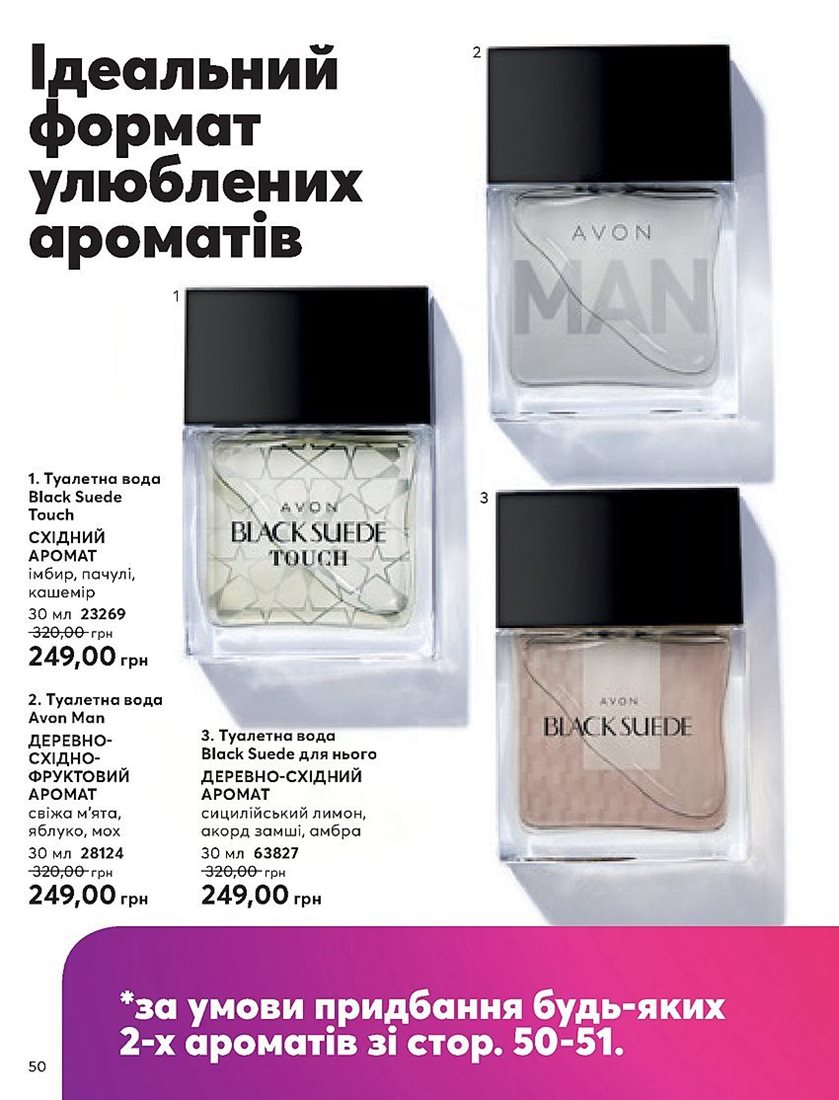 Ідеальний
формат
улюблених
ароматів
2
AVON
MAN
1
AVON
BLACK SUEDE
TOUCH
3
AVON
BLACK SUEDE
1. Туалетна вода
Black Suede
Touch
СХІДНИЙ
АРОМАТ
імбир, пачулі,
кашемір
30 мл 23269
320,00 грн
249,00 грн
2. Туалетна вода
Avon Man
ДЕРЕВНО-
СХІДНО-
ФРУКТОВИЙ
АРОМАТ
свіжа м'ята,
яблуко, мох
30 мл 28124
320,00 грн
249,00 грн
3. Туалетна вода
Black Suede для нього
ДЕРЕВНО-СХІДНИЙ
АРОМАТ
сицилійський лимон,
акорд замші, амбра
30 мл 63827
320,00 грн
249,00 грн
*за умови придбання будь-яких
2-х ароматів зі стор. 50-51.
50